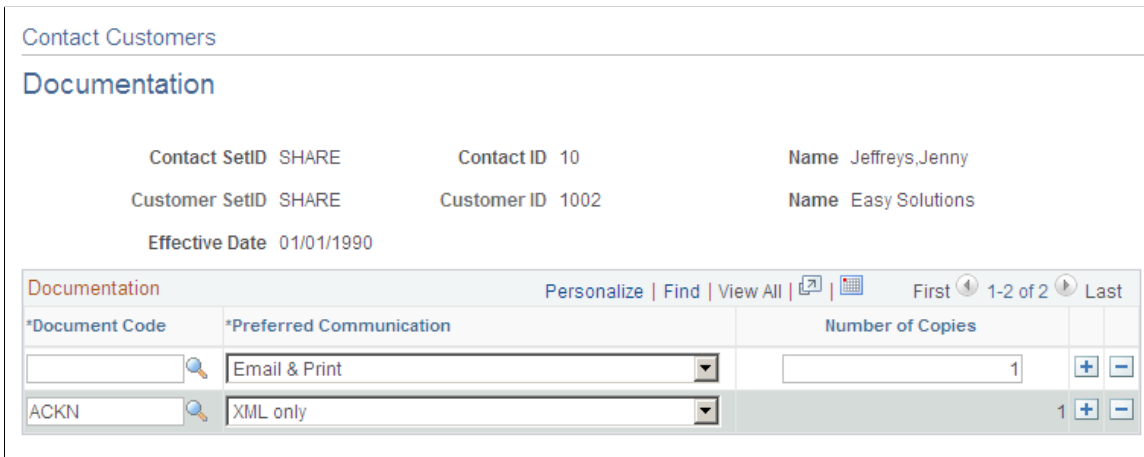 Contact Customers
Documentation
Contact SetID SHARE Contact ID 10 Name Jeffreys,Jenny
Customer SetID SHARE Customer ID 1002 Name Easy Solutions
Effective Date 01/01/1990
Documentation Personalize | Find | View All | | First 1-2 of 2 Last
*Document Code *Preferred Communication Number of Copies
Email & Print 1
ACKN XML only 1